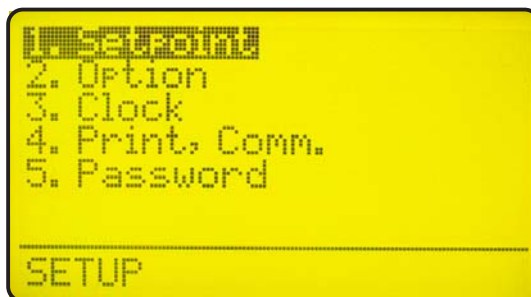 1. Setpoint
2. Option
3. Clock
4. Print, Comm.
5. Password
SETUP